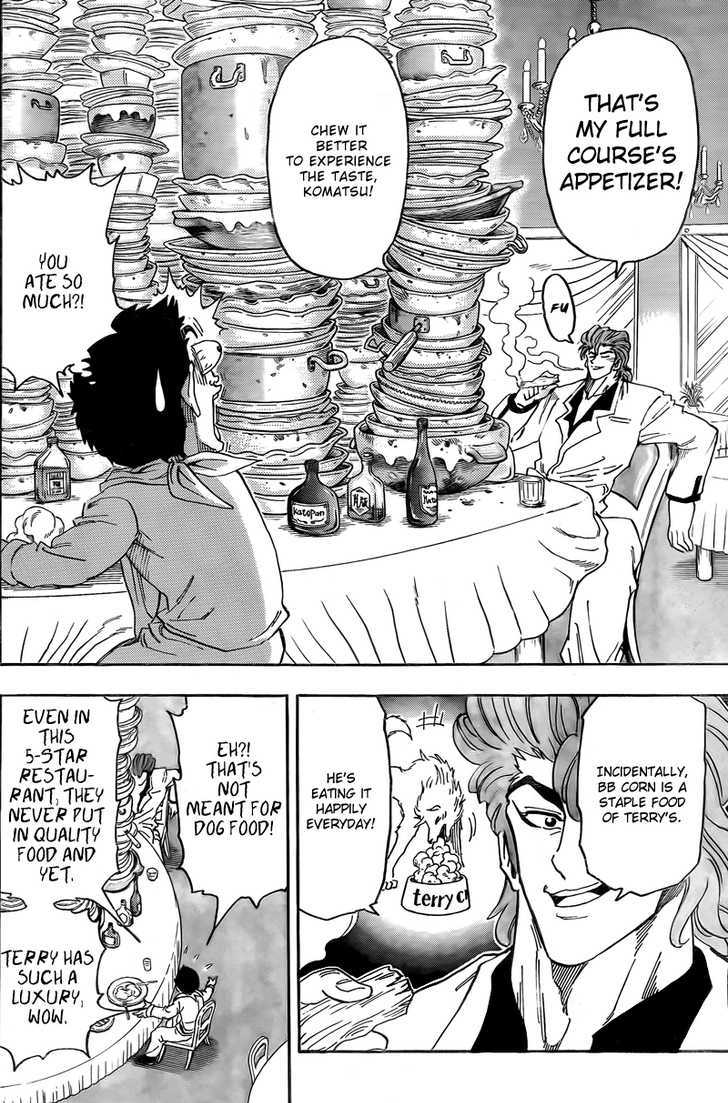 THAT'S
MY FULL
COURSE'S
APPETIZER!
CHEW IT
BETTER
TO EXPERIENCE
THE TASTE,
KOMATSU!
FU
YOU
ATE SO
MUCH?!
Katopan
INCIDENTALLY,
BB CORN IS A
STAPLE FOOD
OF TERRY'S.
HE'S
EATING IT
HAPPILY
EVERYDAY!
terry c
EH?!
THAT'S
NOT
MEANT FOR
DOG FOOD!
EVEN IN
THIS
5-STAR
RESTAU-
RANT, THEY
NEVER PUT
IN QUALITY
FOOD AND
YET.
TERRY HAS
SUCH A
LUXURY,
WOW.